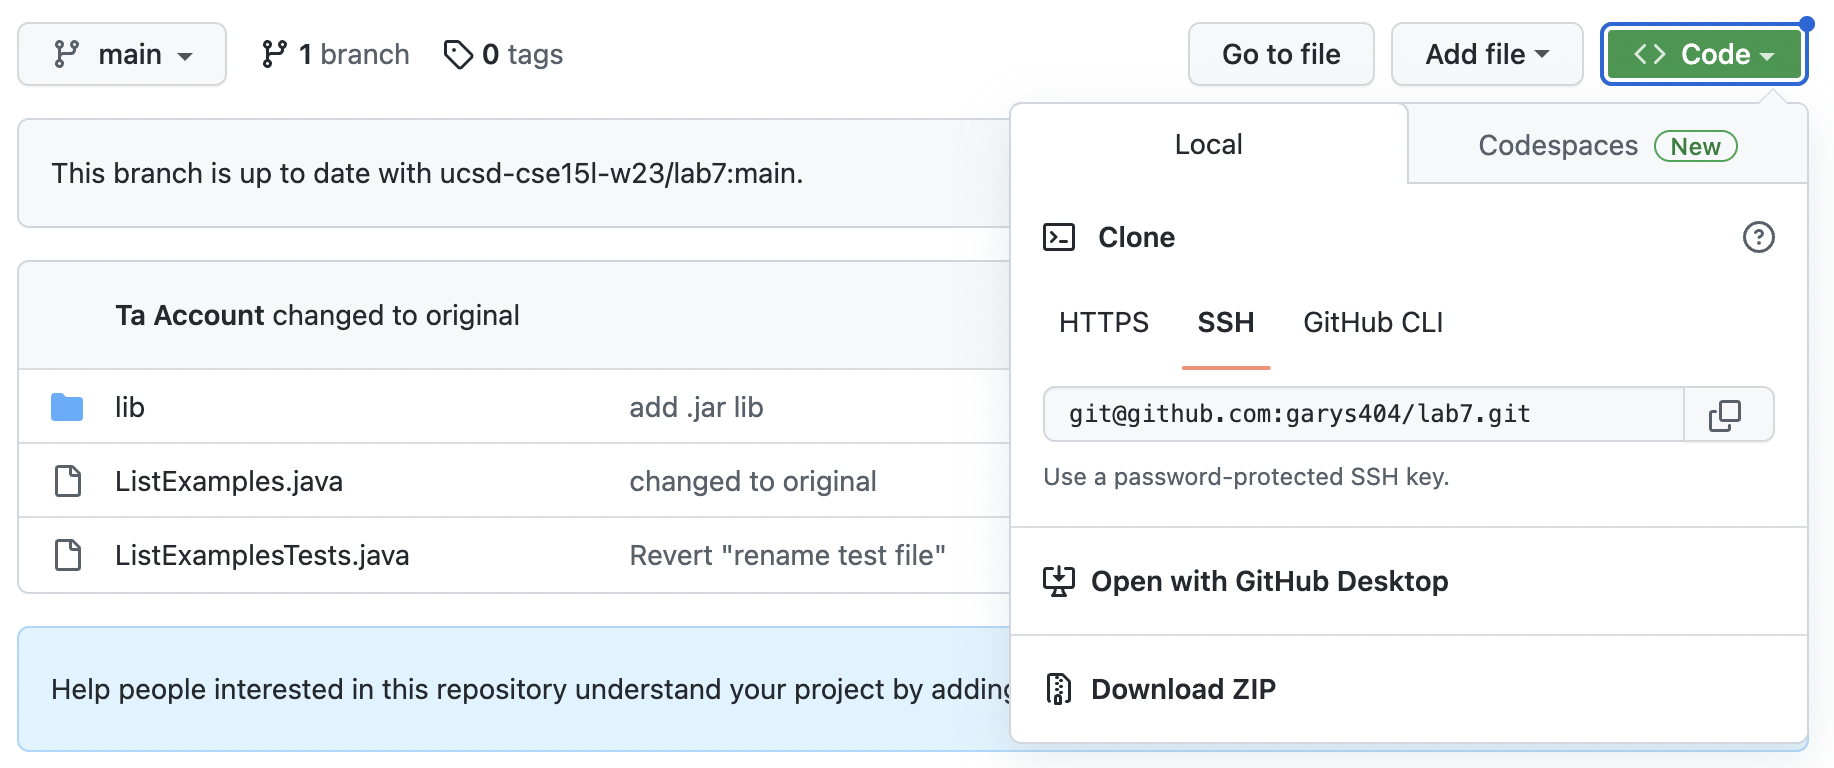 main 1 branch 0 tags Go to file Add file Code
Local Codespaces New
This branch is up to date with ucsd-cse15l-w23/lab7:main.
Clone
HTTPS SSH GitHub CLI
Ta Account changed to original
lib add .jar lib
git@github.com:garys404/lab7.git
ListExamples.java changed to original
Use a password-protected SSH key.
ListExamplesTests.java Revert "rename test file"
Open with GitHub Desktop
Help people interested in this repository understand your project by adding
Download ZIP